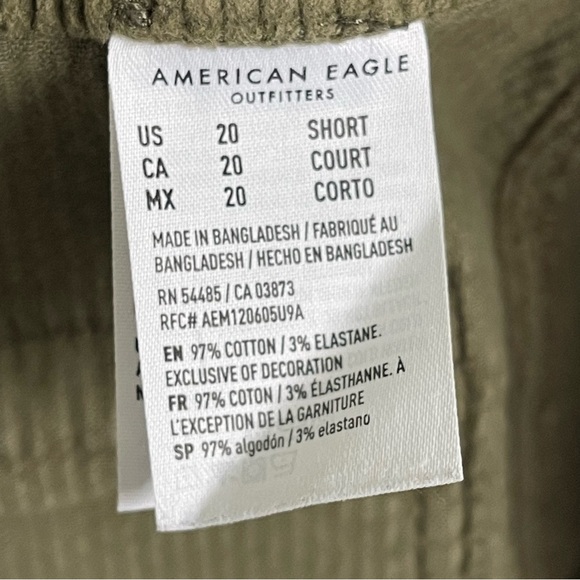 AMERICAN EAGLE
OUTFITTERS
US 20 SHORT
CA 20 COURT
MX 20 CORTO
MADE IN BANGLADESH / FABRIQUÉ AU
BANGLADESH / HECHO EN BANGLADESH
RN 54485 / CA 03873
RFC# AEM120605U9A
EN 97% COTTON / 3% ELASTANE.
EXCLUSIVE OF DECORATION
FR 97% COTON / 3% ÉLASTHANNE. À
L'EXCEPTION DE LA GARNITURE
SP 97% algodón / 3% elastano